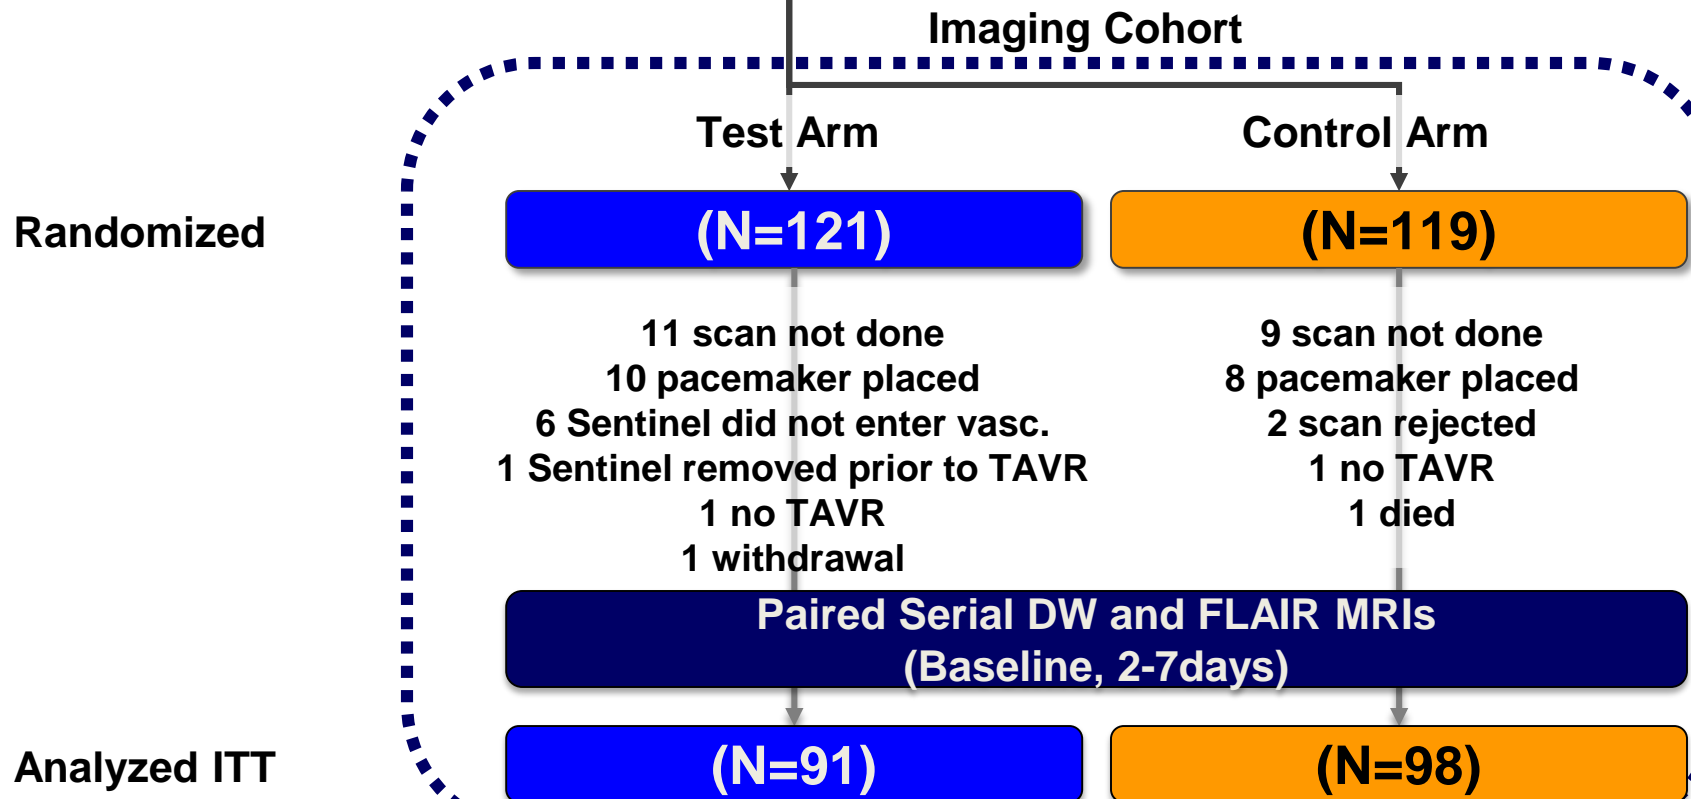 Imaging Cohort
Test Arm
Control Arm
Randomized
(N=121)
(N=119)
11 scan not done
10 pacemaker placed
6 Sentinel did not enter vasc.
1 Sentinel removed prior to TAVR
1 no TAVR
1 withdrawal
9 scan not done
8 pacemaker placed
2 scan rejected
1 no TAVR
1 died
Paired Serial DW and FLAIR MRIs
(Baseline, 2-7days)
Analyzed ITT
(N=91)
(N=98)